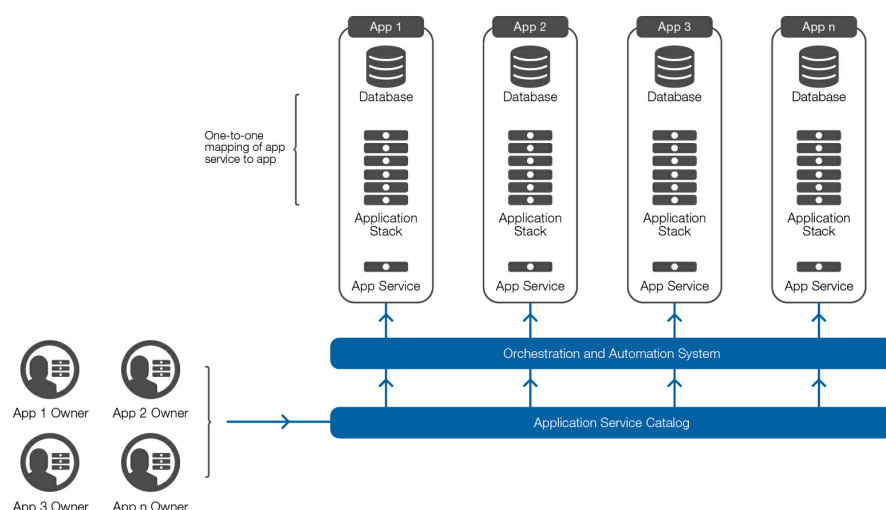 App 1
App 2
App 3
App n
Database
Database
Database
Database
One-to-one
mapping of app
service to app
Application
Stack
Application
Stack
Application
Stack
Application
Stack
App Service
App Service
App Service
App Service
Orchestration and Automation System
Application Service Catalog
App 1 Owner
App 2 Owner
App 3 Owner
App n Owner